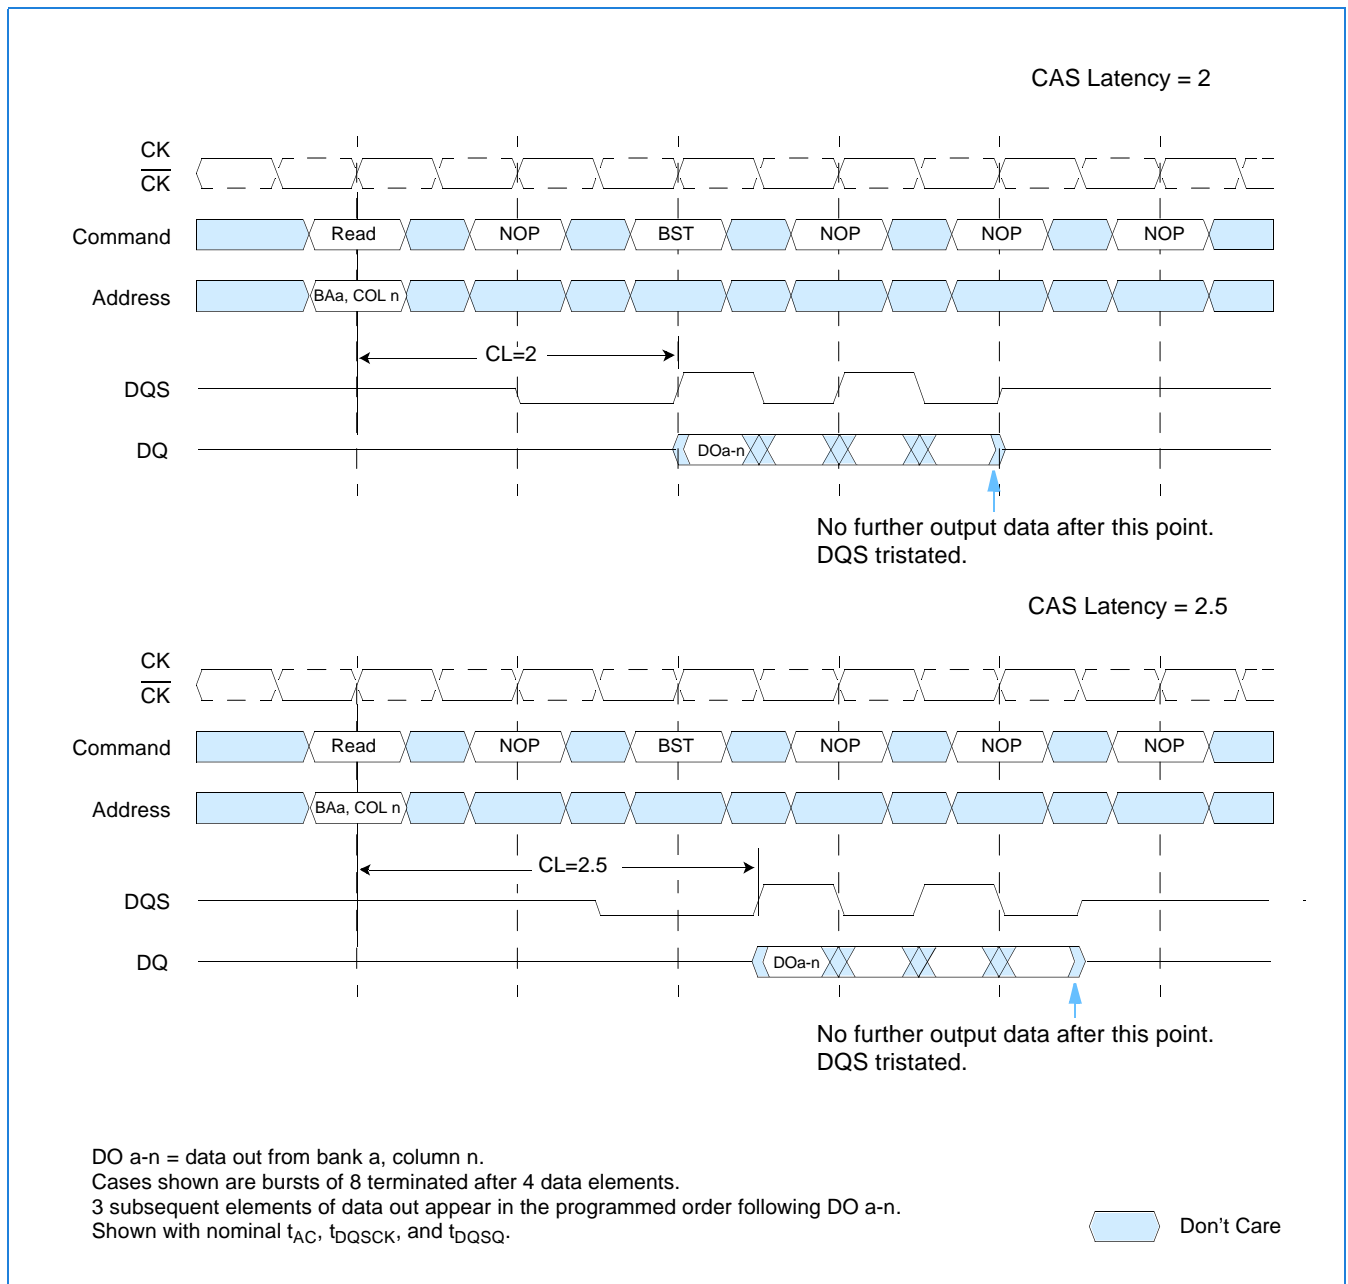 CAS Latency = 2
CK
CK
Command Read NOP BST NOP NOP NOP
Address BAa, COL n
CL=2
DQS
DQ DOa-n
No further output data after this point.
DQS tristated.
CAS Latency = 2.5
CK
CK
Command Read NOP BST NOP NOP NOP
Address BAa, COL n
CL=2.5
DQS
DQ DOa-n
No further output data after this point.
DQS tristated.
DO a-n = data out from bank a, column n.
Cases shown are bursts of 8 terminated after 4 data elements.
3 subsequent elements of data out appear in the programmed order following DO a-n.
Shown with nominal tAC, tDQSCK, and tDQSQ.
Don't Care